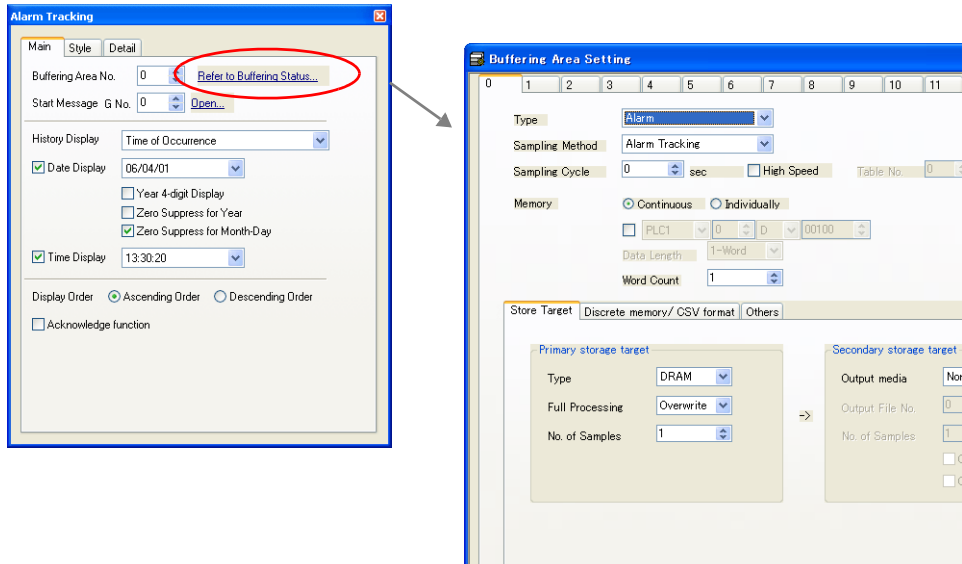 Alarm Tracking
Main Style Detail
Buffering Area No. 0 Refer to Buffering Status...
Start Message G No. 0 Open...
History Display Time of Occurrence
Date Display 06/04/01
Year 4-digit Display
Zero Suppress for Year
Zero Suppress for Month-Day
Time Display 13:30:20
Display Order Ascending Order Descending Order
Acknowledge function
Buffering Area Setting
0 1 2 3 4 5 6 7 8 9 10 11
Type Alarm
Sampling Method Alarm Tracking
Sampling Cycle 0 sec High Speed Table No. 0
Memory Continuous Individually
PLC1 0 D 00100
Data Length 1-Word
Word Count 1
Store Target Discrete memory/ CSV format Others
Primary storage target
Type DRAM
Full Processing Overwrite
No. of Samples 1
->
Secondary storage target
Output media
Output File No. 0
No. of Samples 1